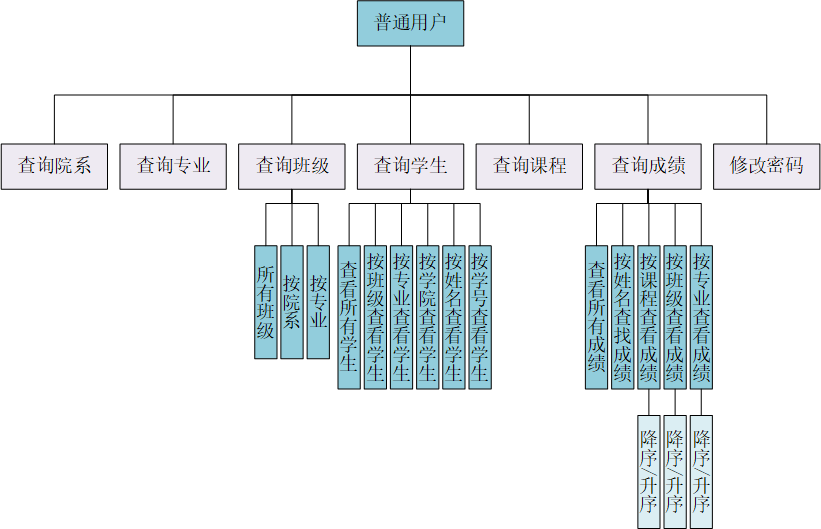 普通用户
查询院系
查询专业
查询班级
查询学生
查询课程
查询成绩
修改密码
所有班级
按院系
按专业
查看所有学生
按班级查看学生
按专业查看学生
按学院查看学生
按姓名查看学生
按学号查看学生
查看所有成绩
按姓名查找成绩
按课程查看成绩
按班级查看成绩
按专业查看成绩
降序/升序
降序/升序
降序/升序